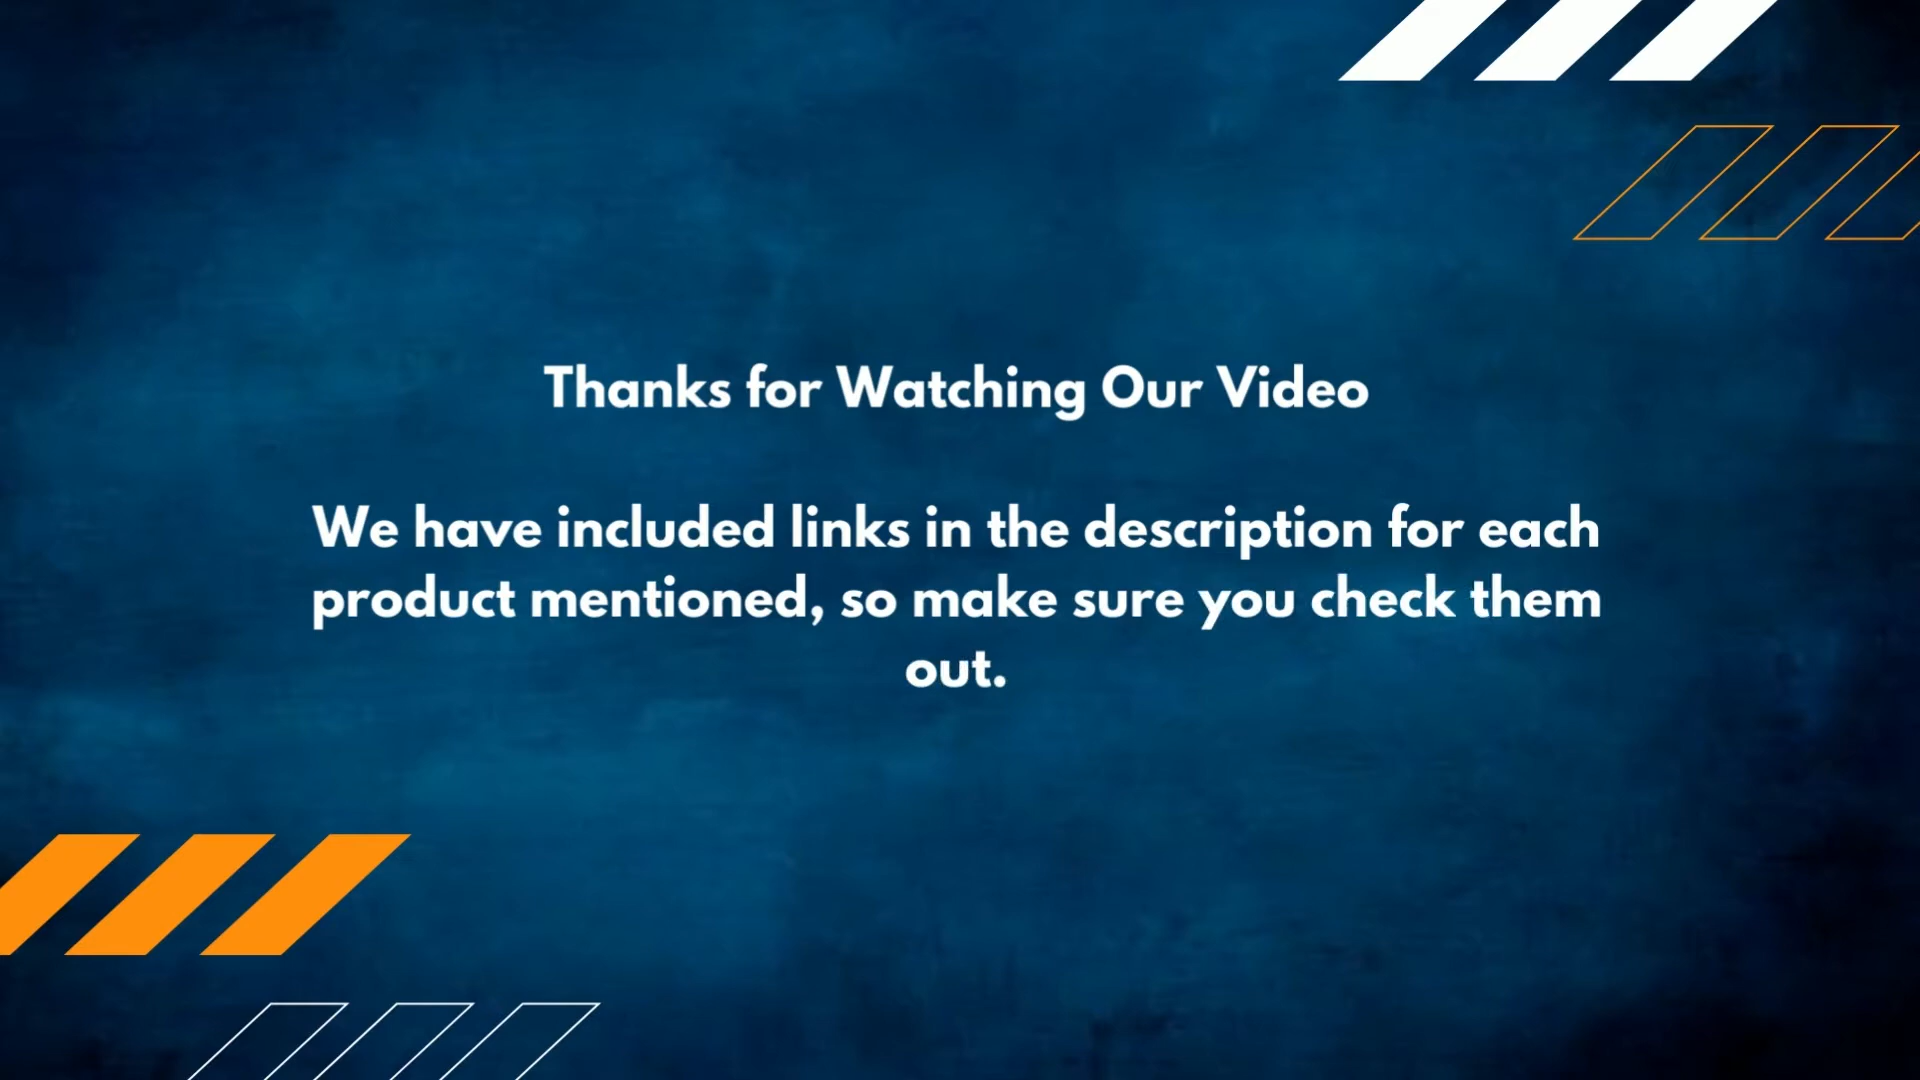 Thanks for Watching Our Video
We have included links in the description for each
product mentioned, so make sure you check them
out.